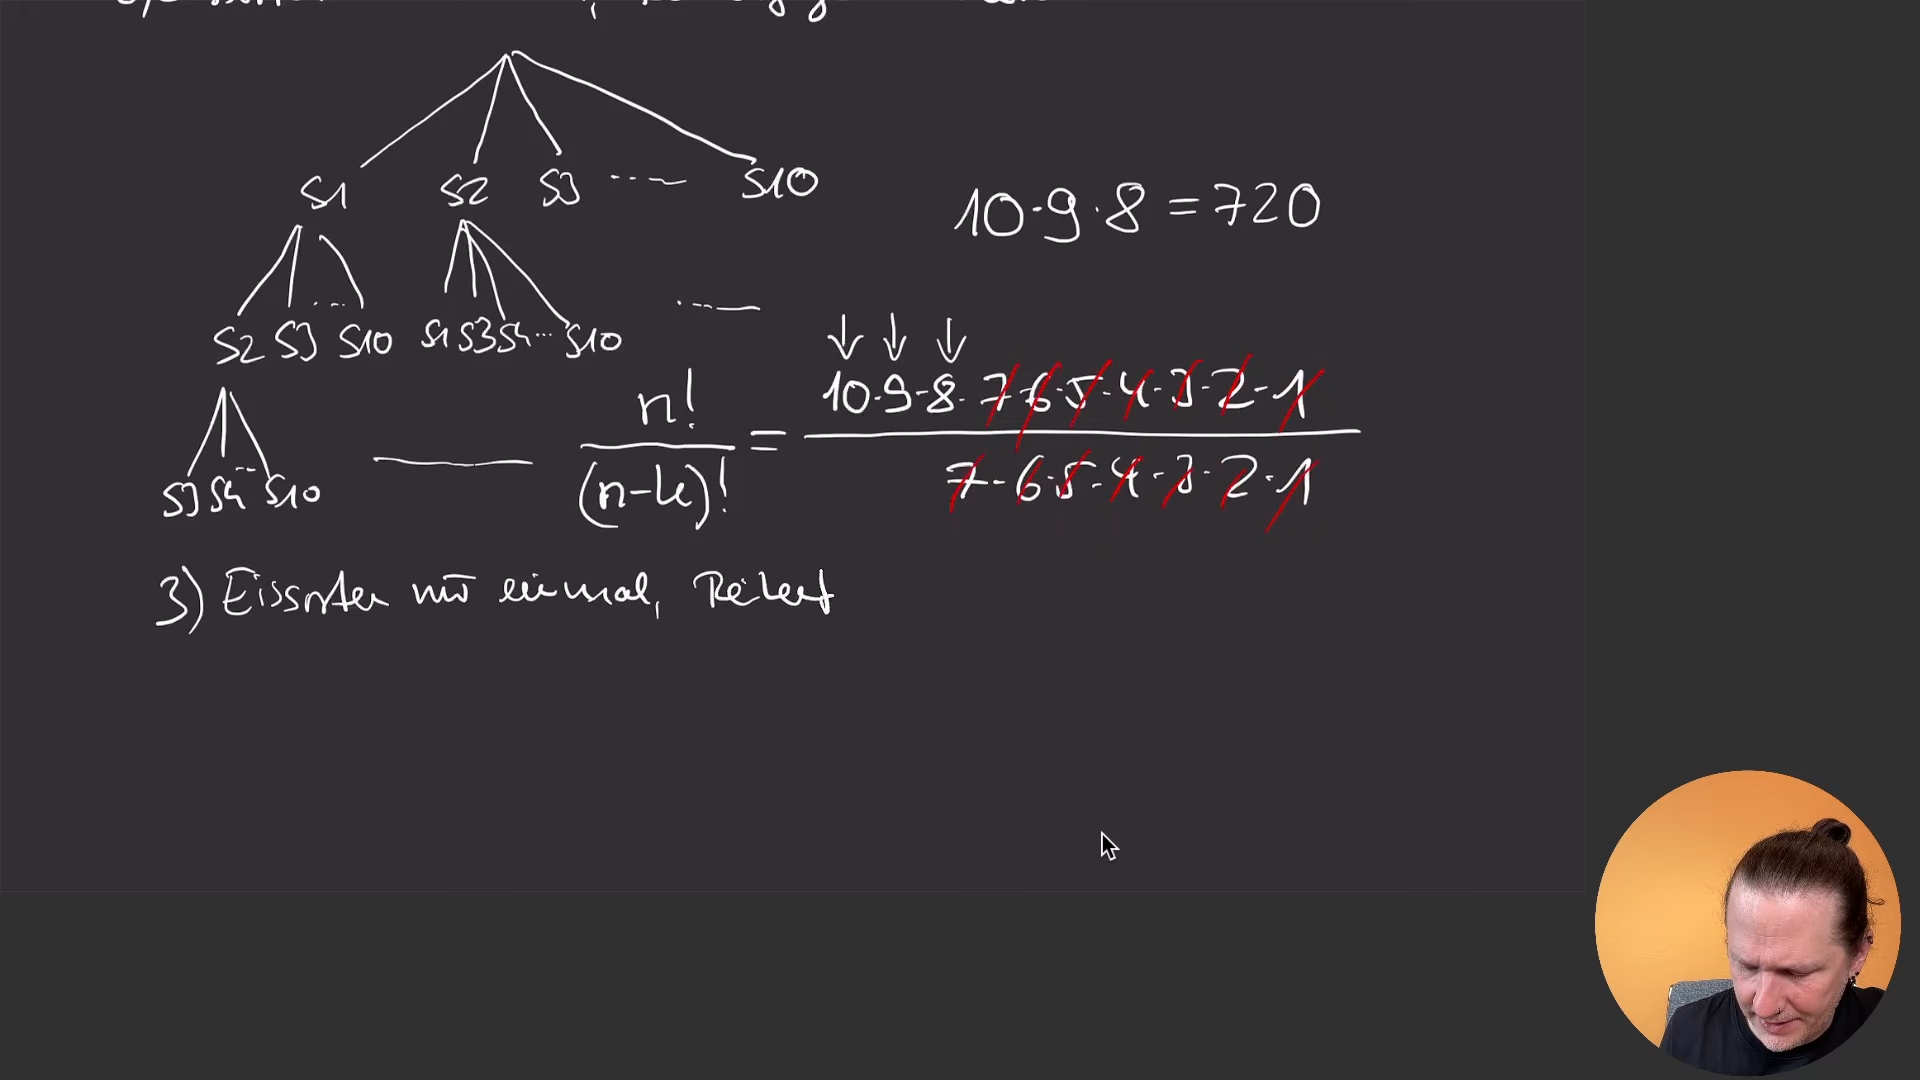 S1 S2 S3 ---- S10
10·9·8 = 720
S2 S3 ... S10 S1 S3 S4 ... S10
↓ ↓ ↓
n! / (n-k)! = 10·9·8·7·6·5·4·3·2·1 / 7·6·5·4·3·2·1
S3 S4 ... S10
3) Eissorten nur einmal,